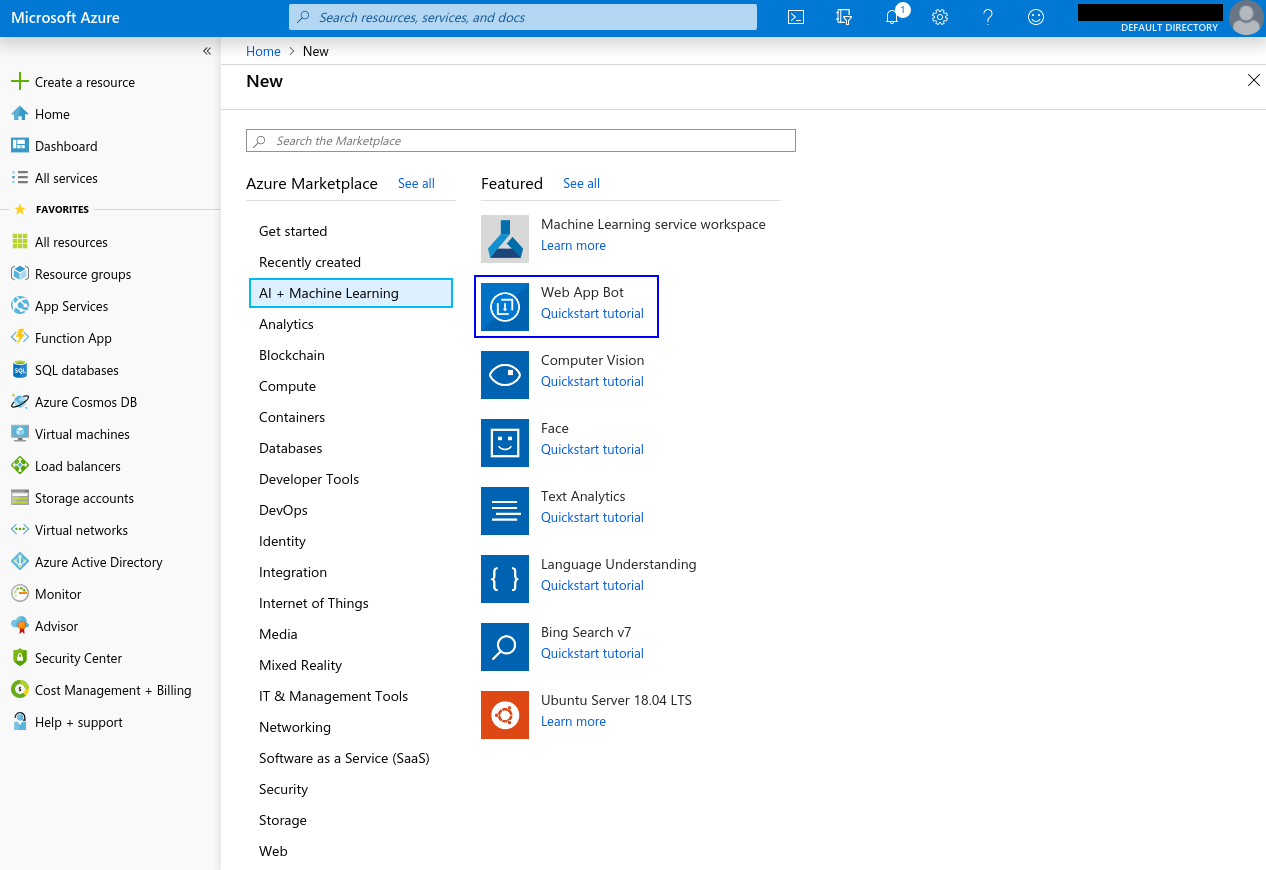 Microsoft Azure
Search resources, services, and docs
1
DEFAULT DIRECTORY
«
Create a resource
Home
Dashboard
All services
FAVORITES
All resources
Resource groups
App Services
Function App
SQL databases
Azure Cosmos DB
Virtual machines
Load balancers
Storage accounts
Virtual networks
Azure Active Directory
Monitor
Advisor
Security Center
Cost Management + Billing
Help + support
Home > New
New
Search the Marketplace
Azure Marketplace See all
Get started
Recently created
AI + Machine Learning
Analytics
Blockchain
Compute
Containers
Databases
Developer Tools
DevOps
Identity
Integration
Internet of Things
Media
Mixed Reality
IT & Management Tools
Networking
Software as a Service (SaaS)
Security
Storage
Web
Featured See all
Machine Learning service workspace
Learn more
Web App Bot
Quickstart tutorial
Computer Vision
Quickstart tutorial
Face
Quickstart tutorial
Text Analytics
Quickstart tutorial
Language Understanding
Quickstart tutorial
Bing Search v7
Quickstart tutorial
Ubuntu Server 18.04 LTS
Learn more